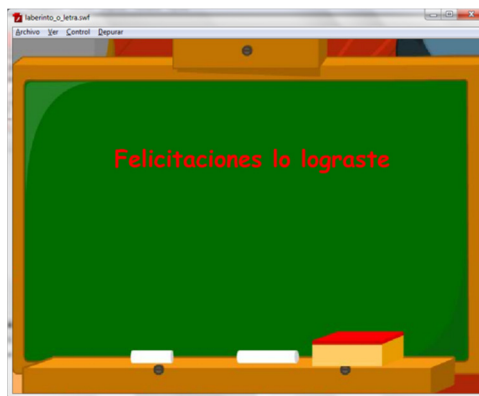 laberinto_o_letra.swf
Archivo Ver Control Depurar
Felicitaciones lo lograste